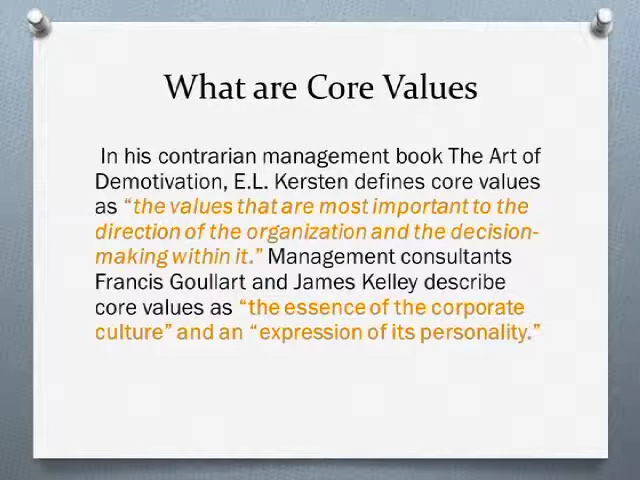 What are Core Values
In his contrarian management book The Art of
Demotivation, E.L. Kersten defines core values
as “the values that are most important to the
direction of the organization and the decision-
making within it.” Management consultants
Francis Goullart and James Kelley describe
core values as “the essence of the corporate
culture” and an “expression of its personality.”